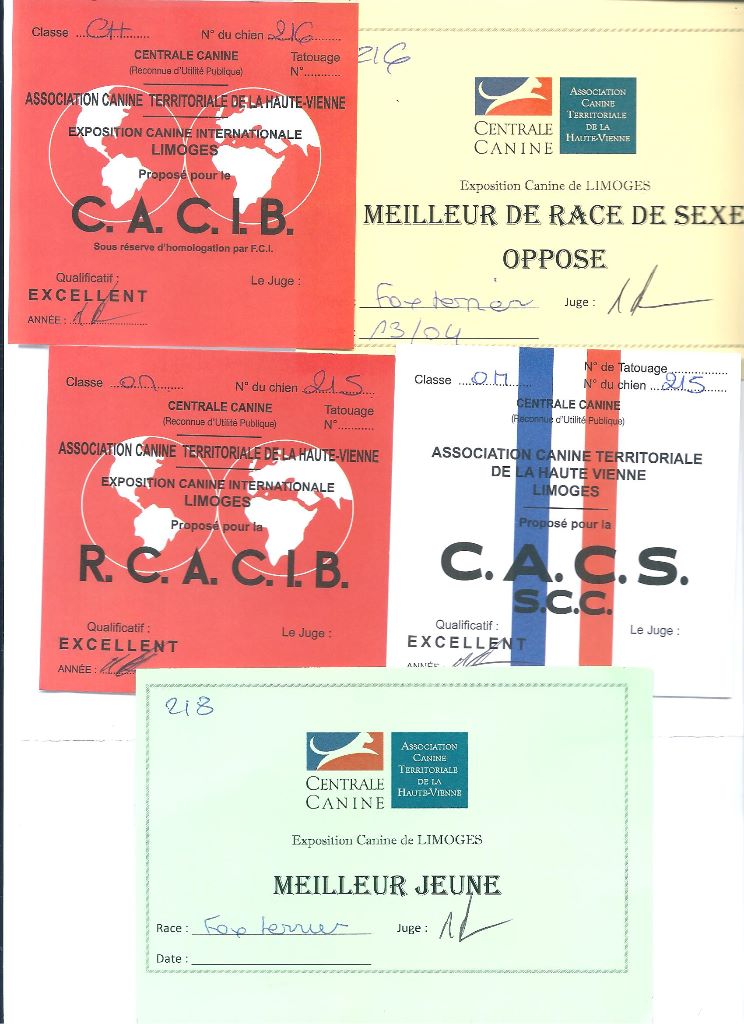 Classe ...CH... N° du chien ...216...
CENTRALE CANINE Tatouage
(Reconnue d'Utilité Publique) N°...........
ASSOCIATION CANINE TERRITORIALE DE LA HAUTE-VIENNE
EXPOSITION CANINE INTERNATIONALE
LIMOGES
Proposé pour le
C. A. C. I. B.
Sous réserve d'homologation par F.C.I.
Qualificatif : Le Juge :
EXCELLENT
ANNÉE :
216
CENTRALE
CANINE
ASSOCIATION
CANINE
TERRITORIALE
DE LA
HAUTE-VIENNE
Exposition Canine de LIMOGES
MEILLEUR DE RACE DE SEXE
OPPOSE
Fox terrier Juge :
13/04
Classe ...OM... N° du chien ...215...
CENTRALE CANINE Tatouage
(Reconnue d'Utilité Publique) N°...........
ASSOCIATION CANINE TERRITORIALE DE LA HAUTE-VIENNE
EXPOSITION CANINE INTERNATIONALE
LIMOGES
Proposé pour la
R. C. A. C. I. B.
Qualificatif : Le Juge :
EXCELLENT
ANNÉE :
N° de Tatouage ...............
Classe ...OM... N° du chien ...215...
CENTRALE CANINE
(Reconnue d'Utilité Publique)
ASSOCIATION CANINE TERRITORIALE
DE LA HAUTE VIENNE
LIMOGES
Proposé pour la
C. A. C. S.
S.C.C.
Qualificatif : Le Juge :
EXCELLENT
ANNÉE :
218
CENTRALE
CANINE
ASSOCIATION
CANINE
TERRITORIALE
DE LA
HAUTE-VIENNE
Exposition Canine de LIMOGES
MEILLEUR JEUNE
Race : Fox terrier Juge :
Date :